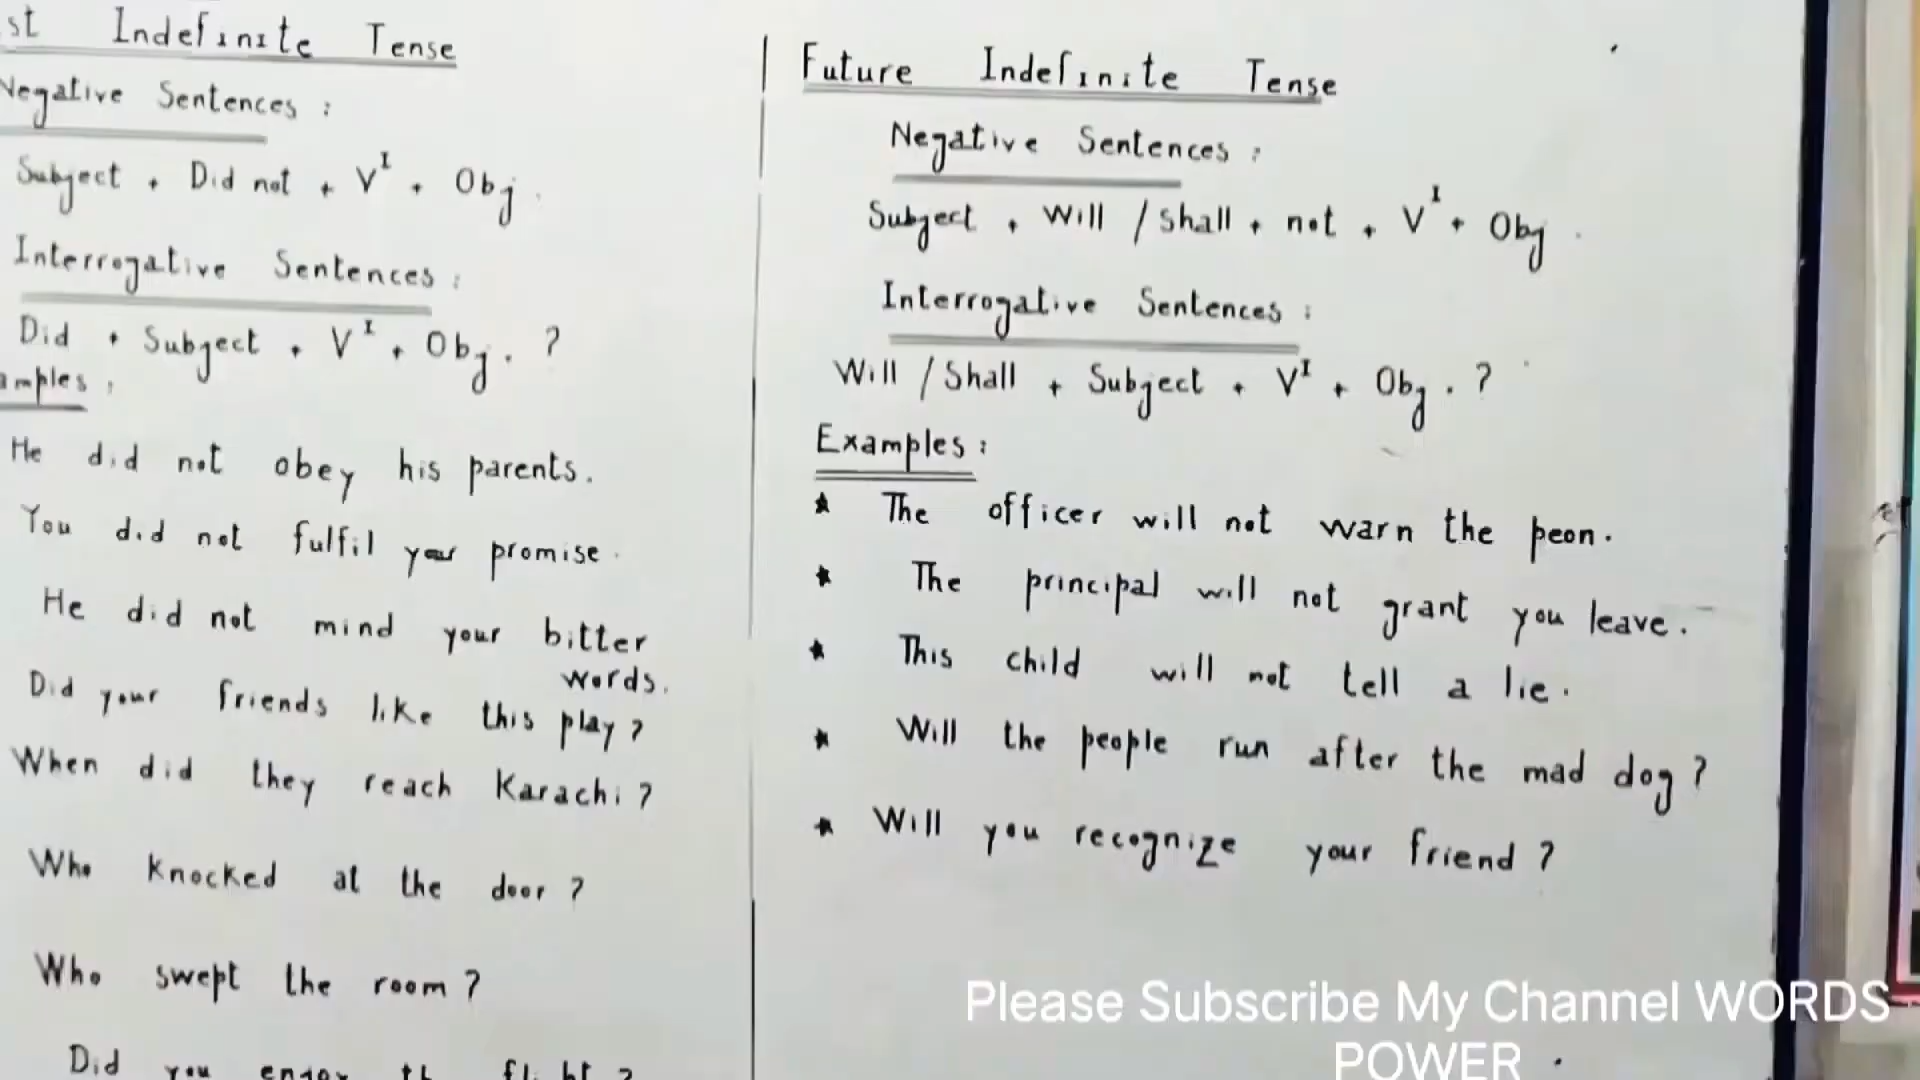 st Indefinite Tense
Negative Sentences :
Subject + Did not + V¹ + Obj.
Interrogative Sentences :
Did + Subject + V¹ + Obj. ?
amples :
He did not obey his parents.
You did not fulfil your promise.
He did not mind your bitter
words.
Did your friends like this play ?
When did they reach Karachi ?
Who knocked at the door ?
Who swept the room ?
Did you enjoy
Future Indefinite Tense
Negative Sentences :
Subject + Will / Shall + not + V¹ + Obj.
Interrogative Sentences :
Will / Shall + Subject + V¹ + Obj. ?
Examples :
★ The officer will not warn the peon.
★ The principal will not grant you leave.
★ This child will not tell a lie.
★ Will the people run after the mad dog ?
★ Will you recognize your friend ?
Please Subscribe My Channel WORDS
POWER